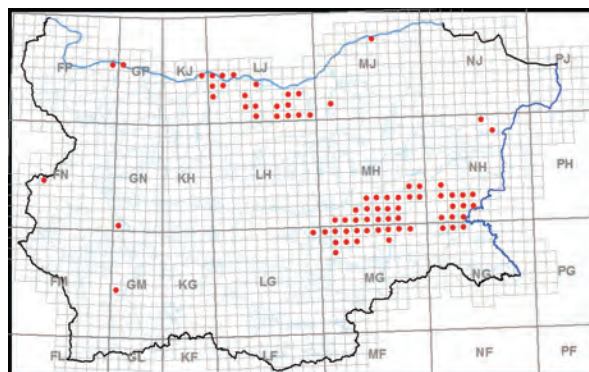 FP GP KJ LJ MJ NJ PJ
FN GN KH LH MH NH PH
FM GM KG LG MG NG PG
FL GL KF LF MF NF PF